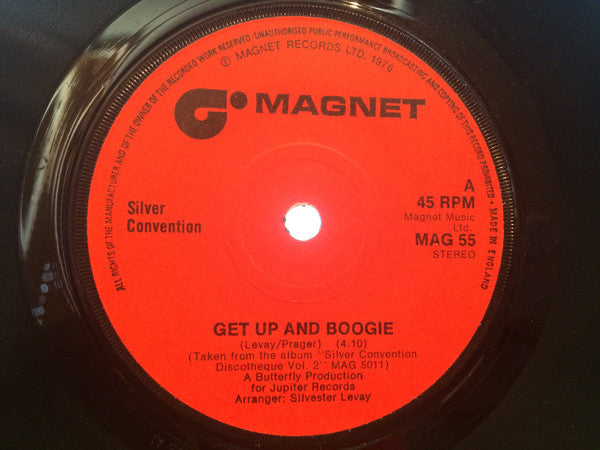 ALL RIGHTS OF THE MANUFACTURER AND OF THE OWNER OF THE RECORDED WORK RESERVED - UNAUTHORISED PUBLIC PERFORMANCE BROADCASTING AND COPYING OF THIS RECORD PROHIBITED • MADE IN ENGLAND
℗ MAGNET RECORDS LTD. 1976
MAGNET
A
45 RPM
Magnet Music
Ltd.
MAG 55
STEREO
Silver
Convention
GET UP AND BOOGIE
(Levay/Prager) (4.10)
(Taken from the album "Silver Convention
Discotheque Vol. 2" MAG 5011)
A Butterfly Production
for Jupiter Records
Arranger: Silvester Levay